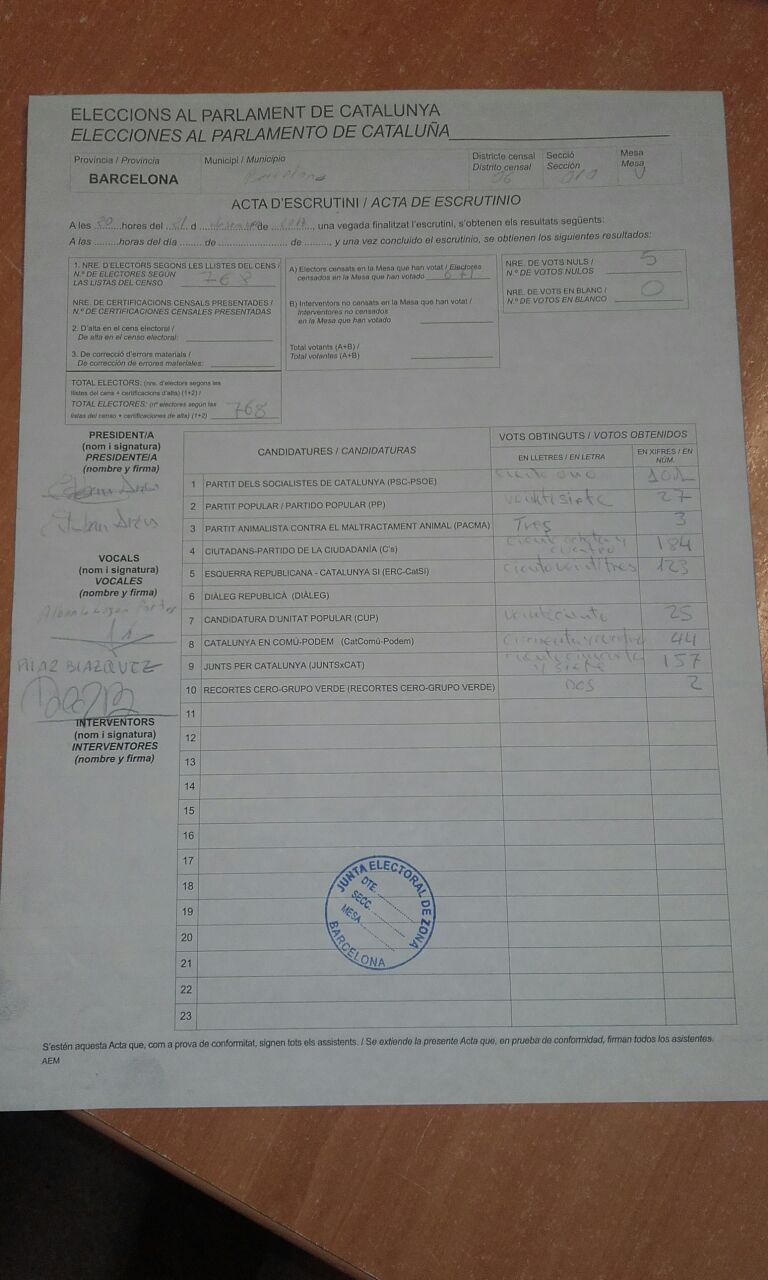 ELECCIONS AL PARLAMENT DE CATALUNYA
ELECCIONES AL PARLAMENTO DE CATALUÑA
Provincia / Provincia
BARCELONA
Municipi / Municipio
Barcelona
Districte censal
Distrito censal
06
Secció
Sección
Mesa
Mesa
U
ACTA D'ESCRUTINI / ACTA DE ESCRUTINIO
A les 20 hores del 21 d desembre de 2017, una vegada finalitzat l'escrutini, s'obtenen els resultats següents:
A las ......... horas del día ....... de ........................ de ........., y una vez concluido el escrutinio, se obtienen los siguientes resultados:
1. NRE. D'ELECTORS SEGONS LES LLISTES DEL CENS /
N.º DE ELECTORES SEGÚN
LAS LISTAS DEL CENSO 768
NRE. DE CERTIFICACIONS CENSALS PRESENTADES /
N.º DE CERTIFICACIONES CENSALES PRESENTADAS
2. D'alta en el cens electoral /
De alta en el censo electoral:
3. De correcció d'errors materials /
De corrección de errores materiales:
TOTAL ELECTORS: (nre. d'electors segons les
llistes del cens + certificacions d'alta) (1+2) /
TOTAL ELECTORES: (nº electores según las
listas del censo + certificaciones de alta) (1+2) 768
A) Electors censats en la Mesa que han votat / Electores
censados en la Mesa que han votado 671
B) Interventors no censats en la Mesa que han votat /
Interventores no censados
en la Mesa que han votado
Total votants (A+B) /
Total votantes (A+B)
NRE. DE VOTS NULS /
N.º DE VOTOS NULOS 5
NRE. DE VOTS EN BLANC /
N.º DE VOTOS EN BLANCO 0
PRESIDENT/A
(nom i signatura)
PRESIDENTE/A
(nombre y firma)
VOCALS
(nom i signatura)
VOCALES
(nombre y firma)
PILAR BLAZQUEZ
INTERVENTORS
(nom i signatura)
INTERVENTORES
(nombre y firma)
CANDIDATURES / CANDIDATURAS
VOTS OBTINGUTS / VOTOS OBTENIDOS
EN LLETRES / EN LETRA
EN XIFRES / EN NÚM.
1 PARTIT DELS SOCIALISTES DE CATALUNYA (PSC-PSOE) ciento uno 101
2 PARTIT POPULAR / PARTIDO POPULAR (PP) veintisiete 27
3 PARTIT ANIMALISTA CONTRA EL MALTRACTAMENT ANIMAL (PACMA) Tres 3
4 CIUTADANS-PARTIDO DE LA CIUDADANÍA (C's) ciento ochenta y cuatro 184
5 ESQUERRA REPUBLICANA - CATALUNYA SI (ERC-CatSI) ciento veintitres 123
6 DIÀLEG REPUBLICÀ (DIÀLEG)
7 CANDIDATURA D'UNITAT POPULAR (CUP) veinticinco 25
8 CATALUNYA EN COMÚ-PODEM (CatComú-Podem) 44
9 JUNTS PER CATALUNYA (JUNTSxCAT) ciento cincuenta y siete 157
10 RECORTES CERO-GRUPO VERDE (RECORTES CERO-GRUPO VERDE) DOS 2
11
12
13
14
15
16
17
18
19
20
21
22
23
JUNTA ELECTORAL DE ZONA
DTE.
SECC.
MESA
BARCELONA
S'estén aquesta Acta que, com a prova de conformitat, signen tots els assistents. / Se extiende la presente Acta que, en prueba de conformidad, firman todos los asistentes.
AEM